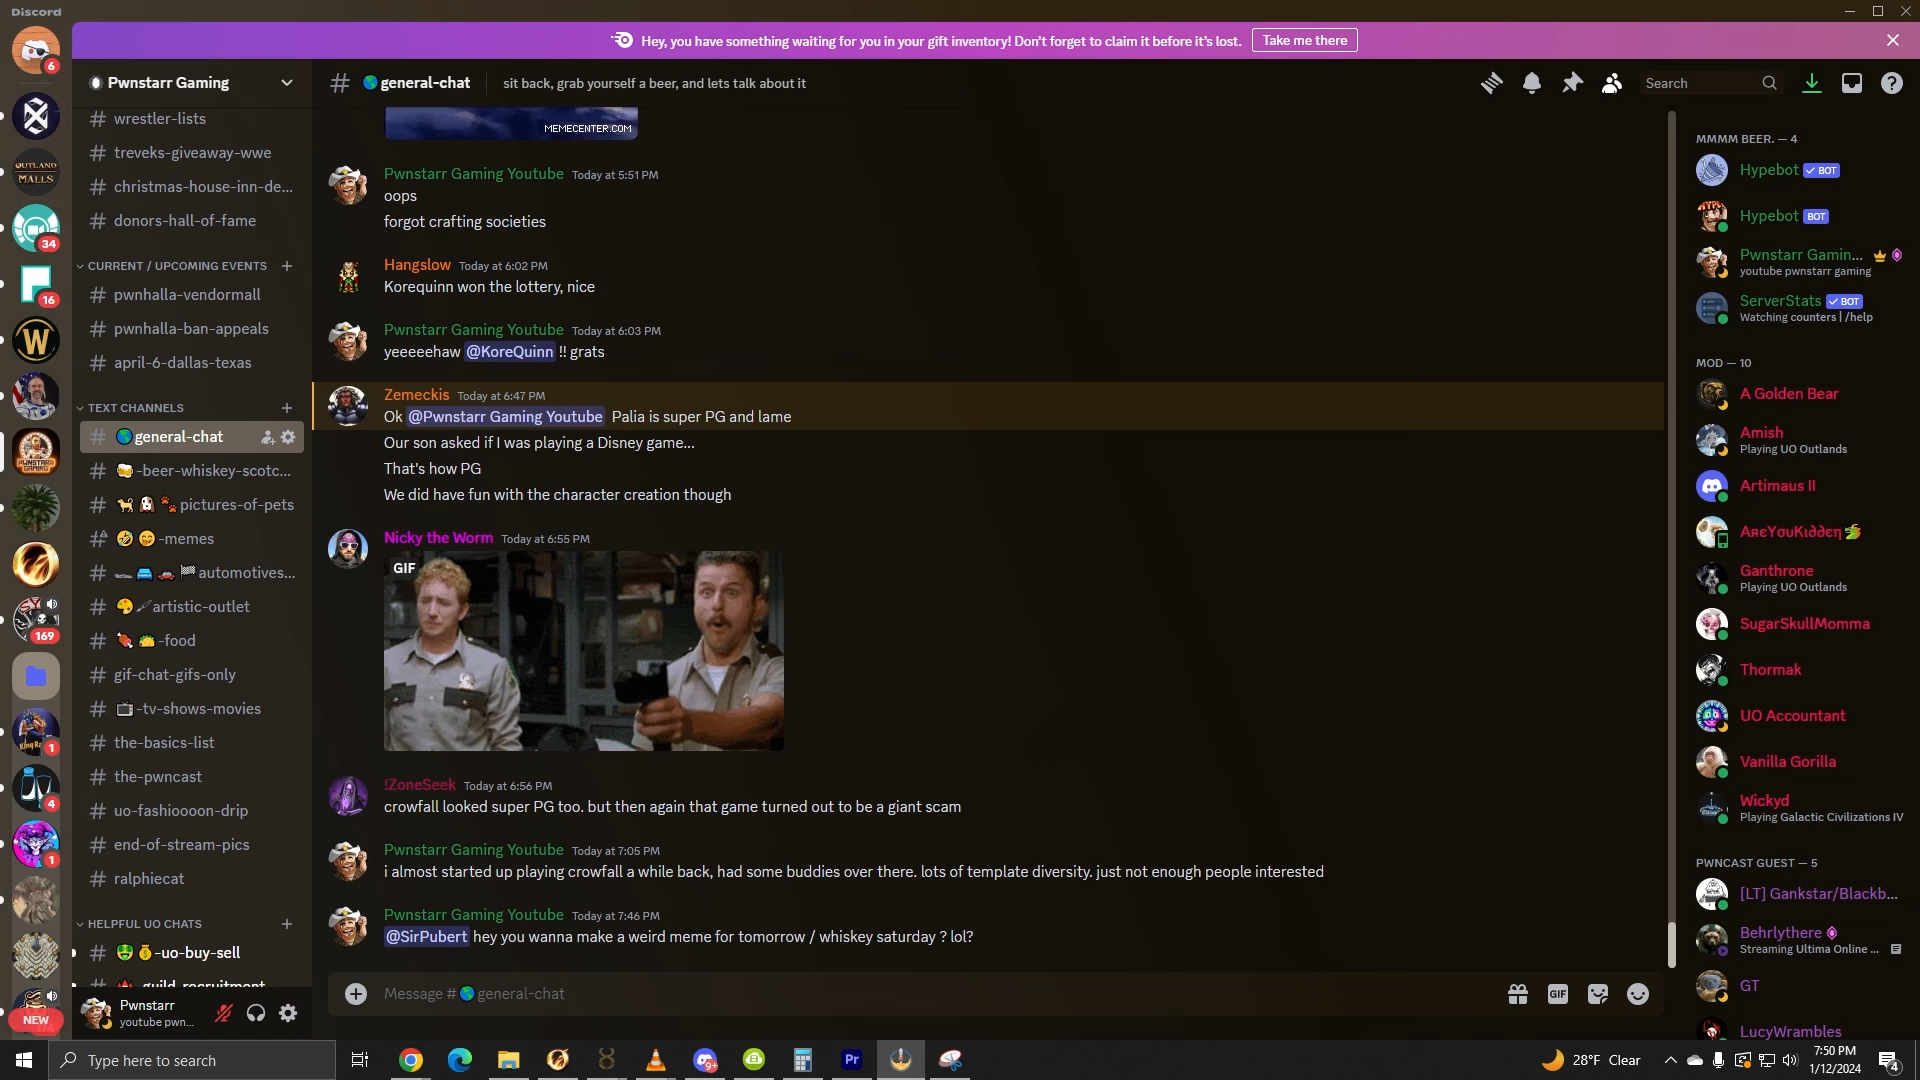 Discord
Hey, you have something waiting for you in your gift inventory! Don't forget to claim it before it's lost.
Take me there
Pwnstarr Gaming
general-chat
sit back, grab yourself a beer, and lets talk about it
Search
wrestler-lists
treveks-giveaway-wwe
christmas-house-inn-de...
donors-hall-of-fame
CURRENT / UPCOMING EVENTS
pwnhalla-vendormall
pwnhalla-ban-appeals
april-6-dallas-texas
TEXT CHANNELS
general-chat
-beer-whiskey-scotc...
pictures-of-pets
-memes
automotives...
artistic-outlet
-food
gif-chat-gifs-only
-tv-shows-movies
the-basics-list
the-pwncast
uo-fashioooon-drip
end-of-stream-pics
ralphiecat
HELPFUL UO CHATS
-uo-buy-sell
guild-recruitment
Pwnstarr
youtube pwn...
6
OUTLAND
MALLS
34
16
W
PWNSTARR
GAMING
169
1
4
1
NEW
MEMECENTER.COM
Pwnstarr Gaming Youtube Today at 5:51 PM
oops
forgot crafting societies
Hangslow Today at 6:02 PM
Korequinn won the lottery, nice
Pwnstarr Gaming Youtube Today at 6:03 PM
yeeeeehaw @KoreQuinn !! grats
Zemeckis Today at 6:47 PM
Ok @Pwnstarr Gaming Youtube Palia is super PG and lame
Our son asked if I was playing a Disney game...
That's how PG
We did have fun with the character creation though
Nicky the Worm Today at 6:55 PM
GIF
!ZoneSeek Today at 6:56 PM
crowfall looked super PG too. but then again that game turned out to be a giant scam
Pwnstarr Gaming Youtube Today at 7:05 PM
i almost started up playing crowfall a while back, had some buddies over there. lots of template diversity. just not enough people interested
Pwnstarr Gaming Youtube Today at 7:46 PM
@SirPubert hey you wanna make a weird meme for tomorrow / whiskey saturday ? lol?
Message # general-chat
GIF
MMMM BEER. — 4
Hypebot BOT
Hypebot BOT
Pwnstarr Gamin...
youtube pwnstarr gaming
ServerStats BOT
Watching counters | /help
MOD — 10
A Golden Bear
Amish
Playing UO Outlands
Artimaus II
AяєYσυKι∂∂єη
Ganthrone
Playing UO Outlands
SugarSkullMomma
Thormak
UO Accountant
Vanilla Gorilla
Wickyd
Playing Galactic Civilizations IV
PWNCAST GUEST — 5
[LT] Gankstar/Blackb...
Behrlythere
Streaming Ultima Online ...
GT
LucyWrambles
Type here to search
9+
Pr
28°F Clear
7:50 PM
1/12/2024
4